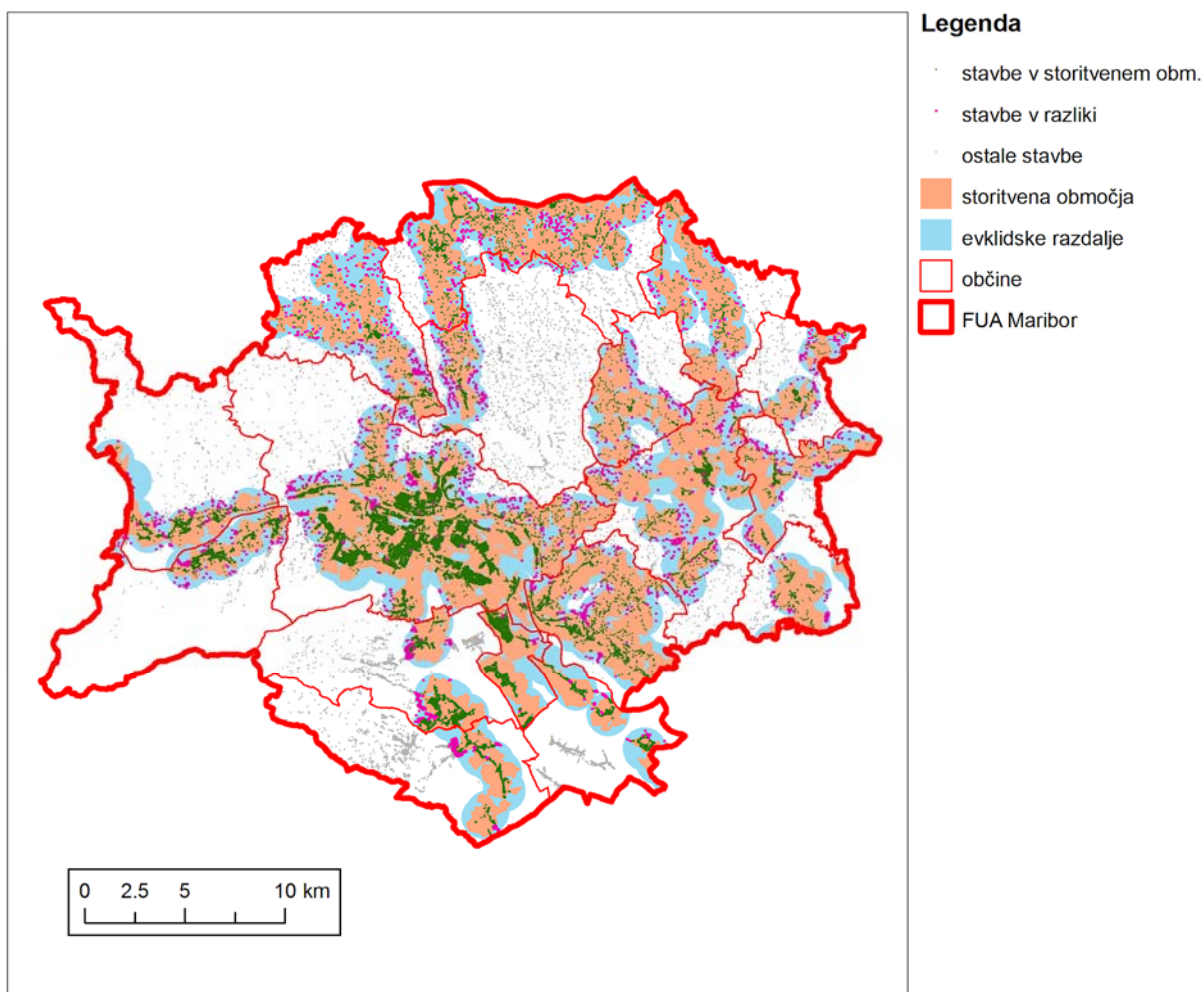 Legenda
stavbe v storitvenem obm.
stavbe v razliki
ostale stavbe
storitvena območja
evklidske razdalje
občine
FUA Maribor
0 2.5 5 10 km